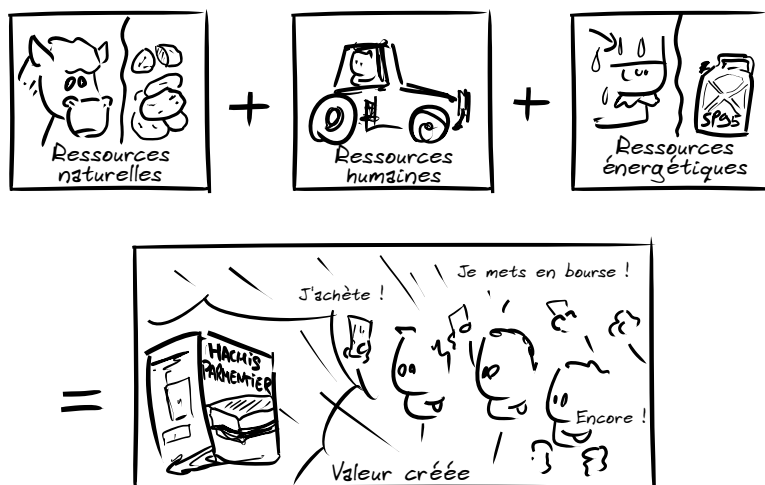 Ressources
naturelles
+
Ressources
humaines
+
SP95
Ressources
énergétiques
=
Je mets en bourse !
J'achète !
HACHIS
PARMENTIER
Encore !
Valeur créée